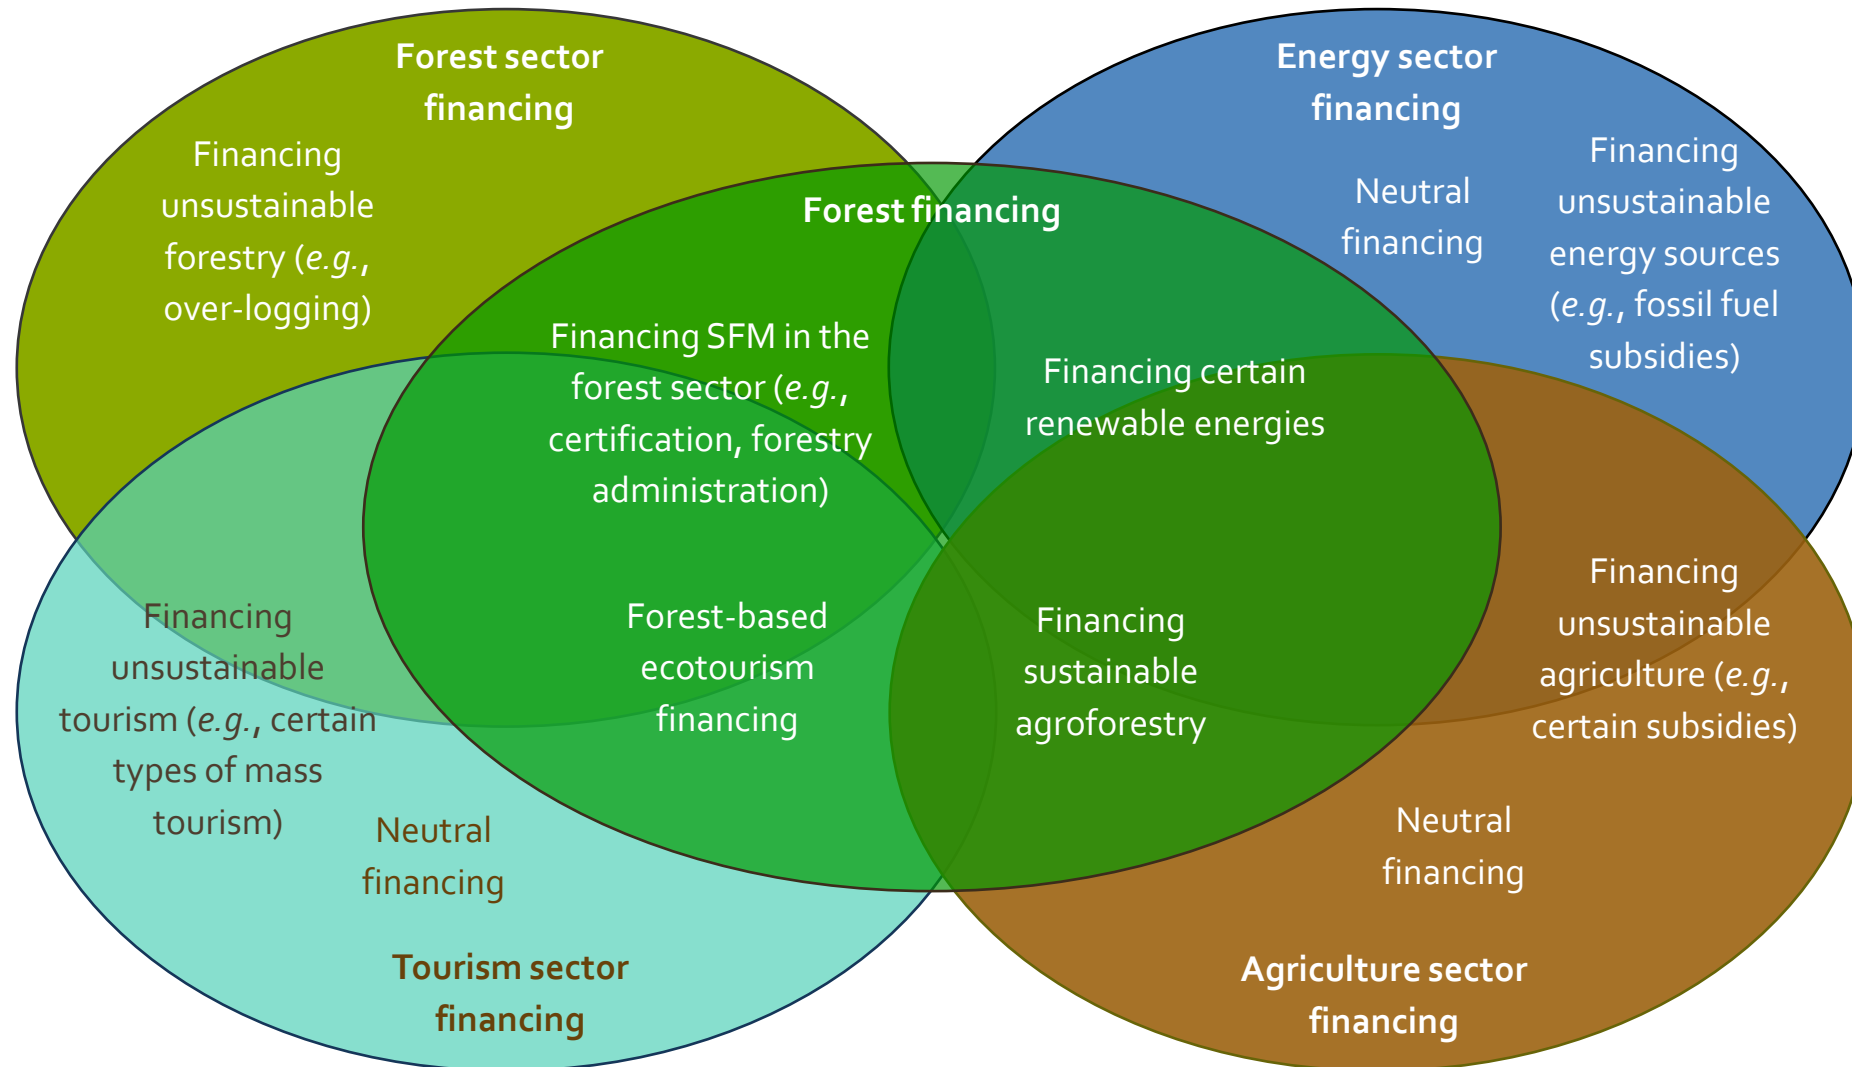 Forest sector
financing
Financing
unsustainable
forestry (e.g.,
over-logging)
Energy sector
financing
Neutral
financing
Financing
unsustainable
energy sources
(e.g., fossil fuel
subsidies)
Forest financing
Financing SFM in the
forest sector (e.g.,
certification, forestry
administration)
Financing certain
renewable energies
Financing
unsustainable
tourism (e.g., certain
types of mass
tourism)
Forest-based
ecotourism
financing
Financing
sustainable
agroforestry
Financing
unsustainable
agriculture (e.g.,
certain subsidies)
Neutral
financing
Neutral
financing
Tourism sector
financing
Agriculture sector
financing